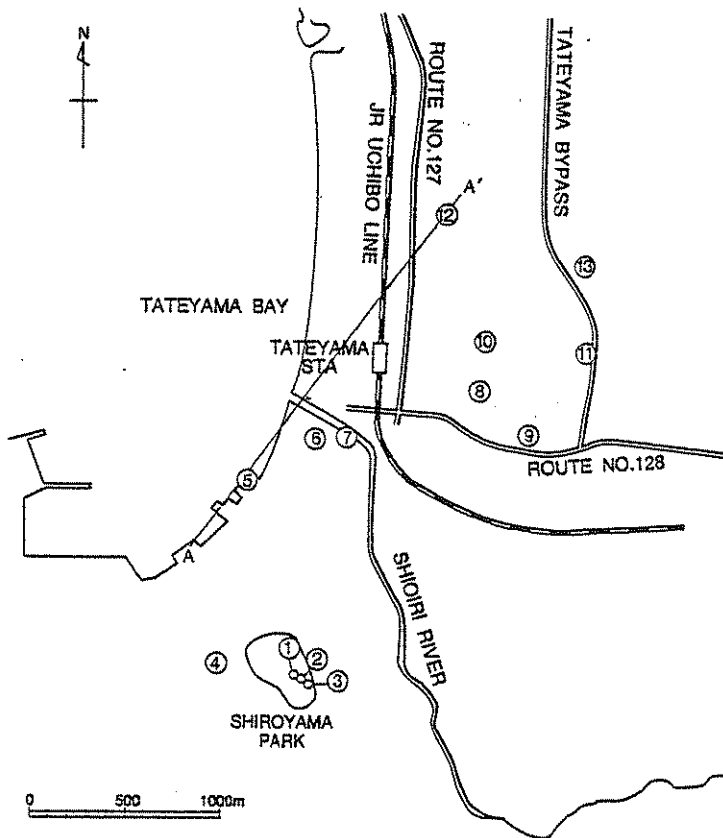 N
ROUTE NO.127
JR UCHIBO LINE
TATEYAMA BYPASS
A'
⑫
⑬
TATEYAMA BAY
TATEYAMA
STA
⑩
⑪
⑧
⑥
⑦
⑨
ROUTE NO.128
⑤
A
SHIOIRI RIVER
①
④
②
③
SHIROYAMA
PARK
0 500 1000m